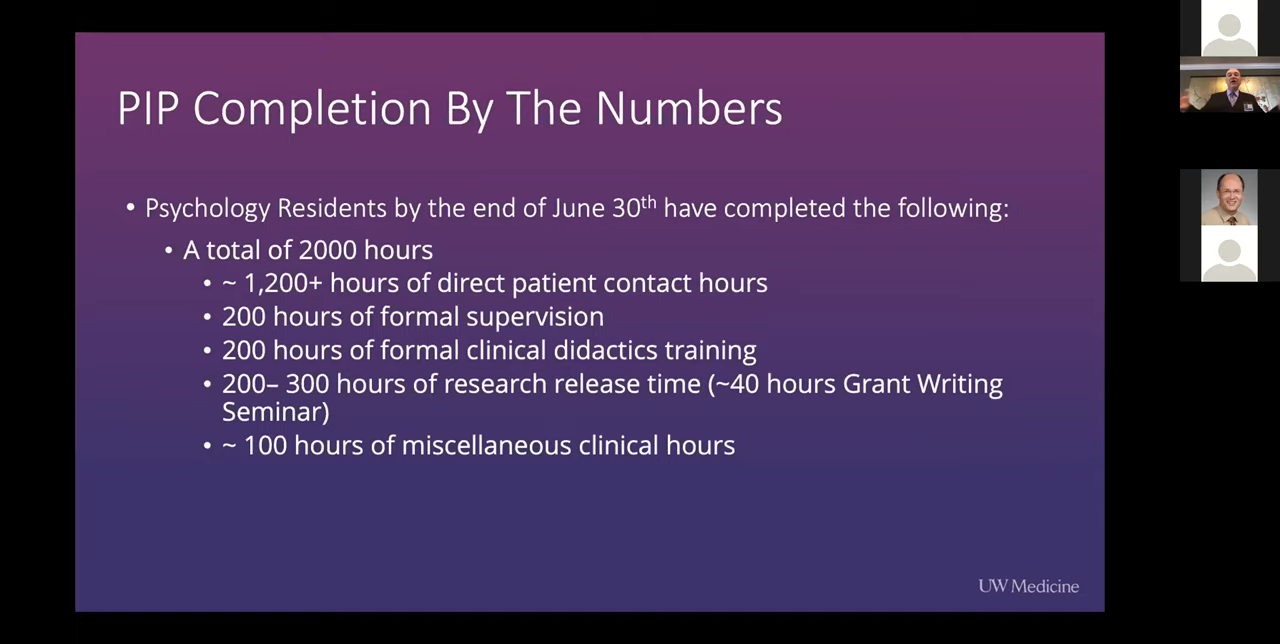 PIP Completion By The Numbers
• Psychology Residents by the end of June 30th have completed the following:
• A total of 2000 hours
• ~ 1,200+ hours of direct patient contact hours
• 200 hours of formal supervision
• 200 hours of formal clinical didactics training
• 200– 300 hours of research release time (~40 hours Grant Writing
Seminar)
• ~ 100 hours of miscellaneous clinical hours
UW Medicine